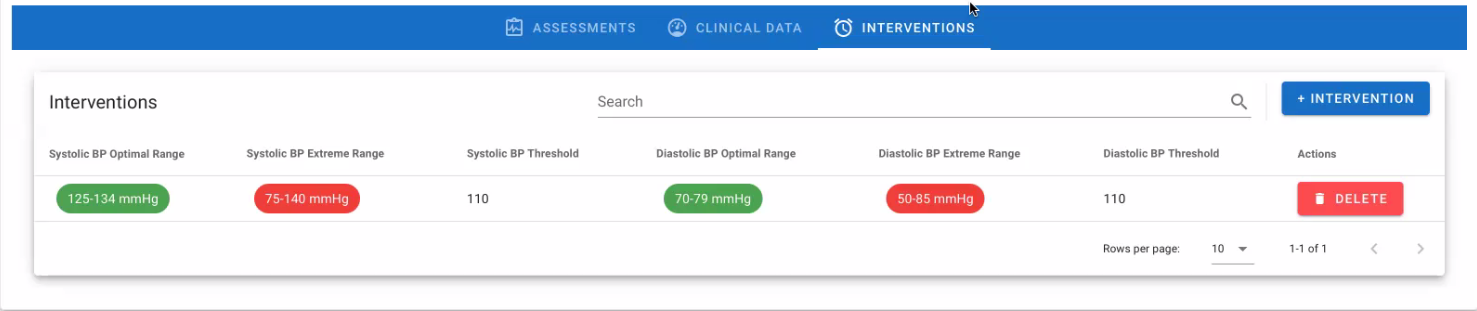 ASSESSMENTS CLINICAL DATA INTERVENTIONS
Interventions Search + INTERVENTION
Systolic BP Optimal Range Systolic BP Extreme Range Systolic BP Threshold Diastolic BP Optimal Range Diastolic BP Extreme Range Diastolic BP Threshold Actions
125-134 mmHg 75-140 mmHg 110 70-79 mmHg 50-85 mmHg 110 DELETE
Rows per page: 10 1-1 of 1